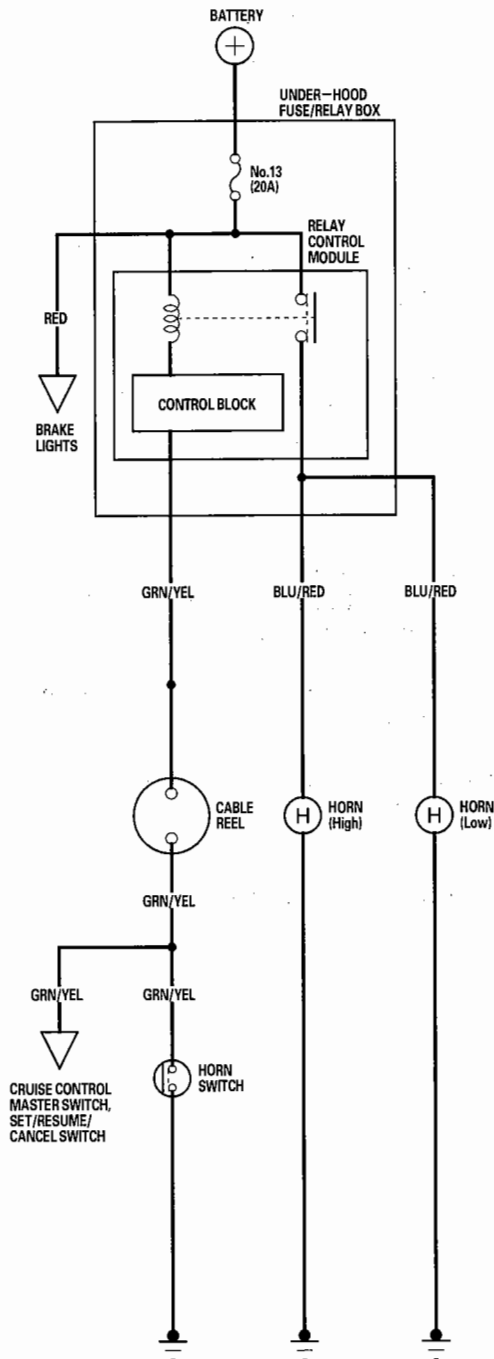 BATTERY
+
UNDER-HOOD
FUSE/RELAY BOX
No.13
(20A)
RELAY
CONTROL
MODULE
RED
CONTROL BLOCK
BRAKE
LIGHTS
GRN/YEL
BLU/RED
BLU/RED
CABLE
REEL
H
HORN
(High)
H
HORN
(Low)
GRN/YEL
GRN/YEL
GRN/YEL
HORN
SWITCH
CRUISE CONTROL
MASTER SWITCH,
SET/RESUME/
CANCEL SWITCH